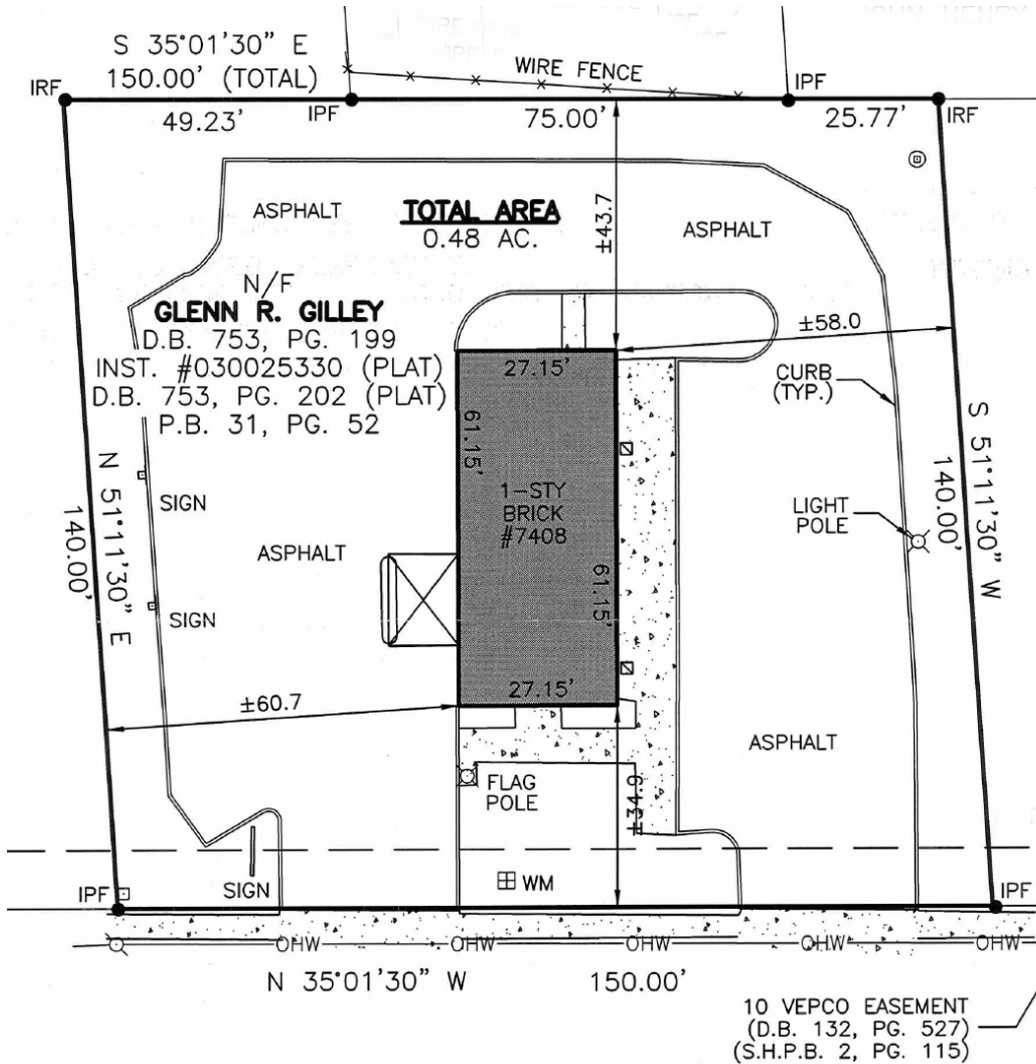 S 35°01'30" E
150.00' (TOTAL)
IRF
49.23'
IPF
WIRE FENCE
75.00'
IPF
25.77'
IRF
ASPHALT
TOTAL AREA
0.48 AC.
±43.7
ASPHALT
N/F
GLENN R. GILLEY
D.B. 753, PG. 199
INST. #030025330 (PLAT)
D.B. 753, PG. 202 (PLAT)
P.B. 31, PG. 52
±58.0
27.15'
61.15'
CURB
(TYP.)
S 51°11'30" W
140.00'
N 51°11'30" E
140.00'
SIGN
1-STY
BRICK
#7408
LIGHT
POLE
ASPHALT
61.15'
SIGN
27.15'
±60.7
ASPHALT
FLAG
POLE
±34.9
IPF
SIGN
WM
IPF
OHW
OHW
OHW
OHW
OHW
N 35°01'30" W
150.00'
10 VEPCO EASEMENT
(D.B. 132, PG. 527)
(S.H.P.B. 2, PG. 115)